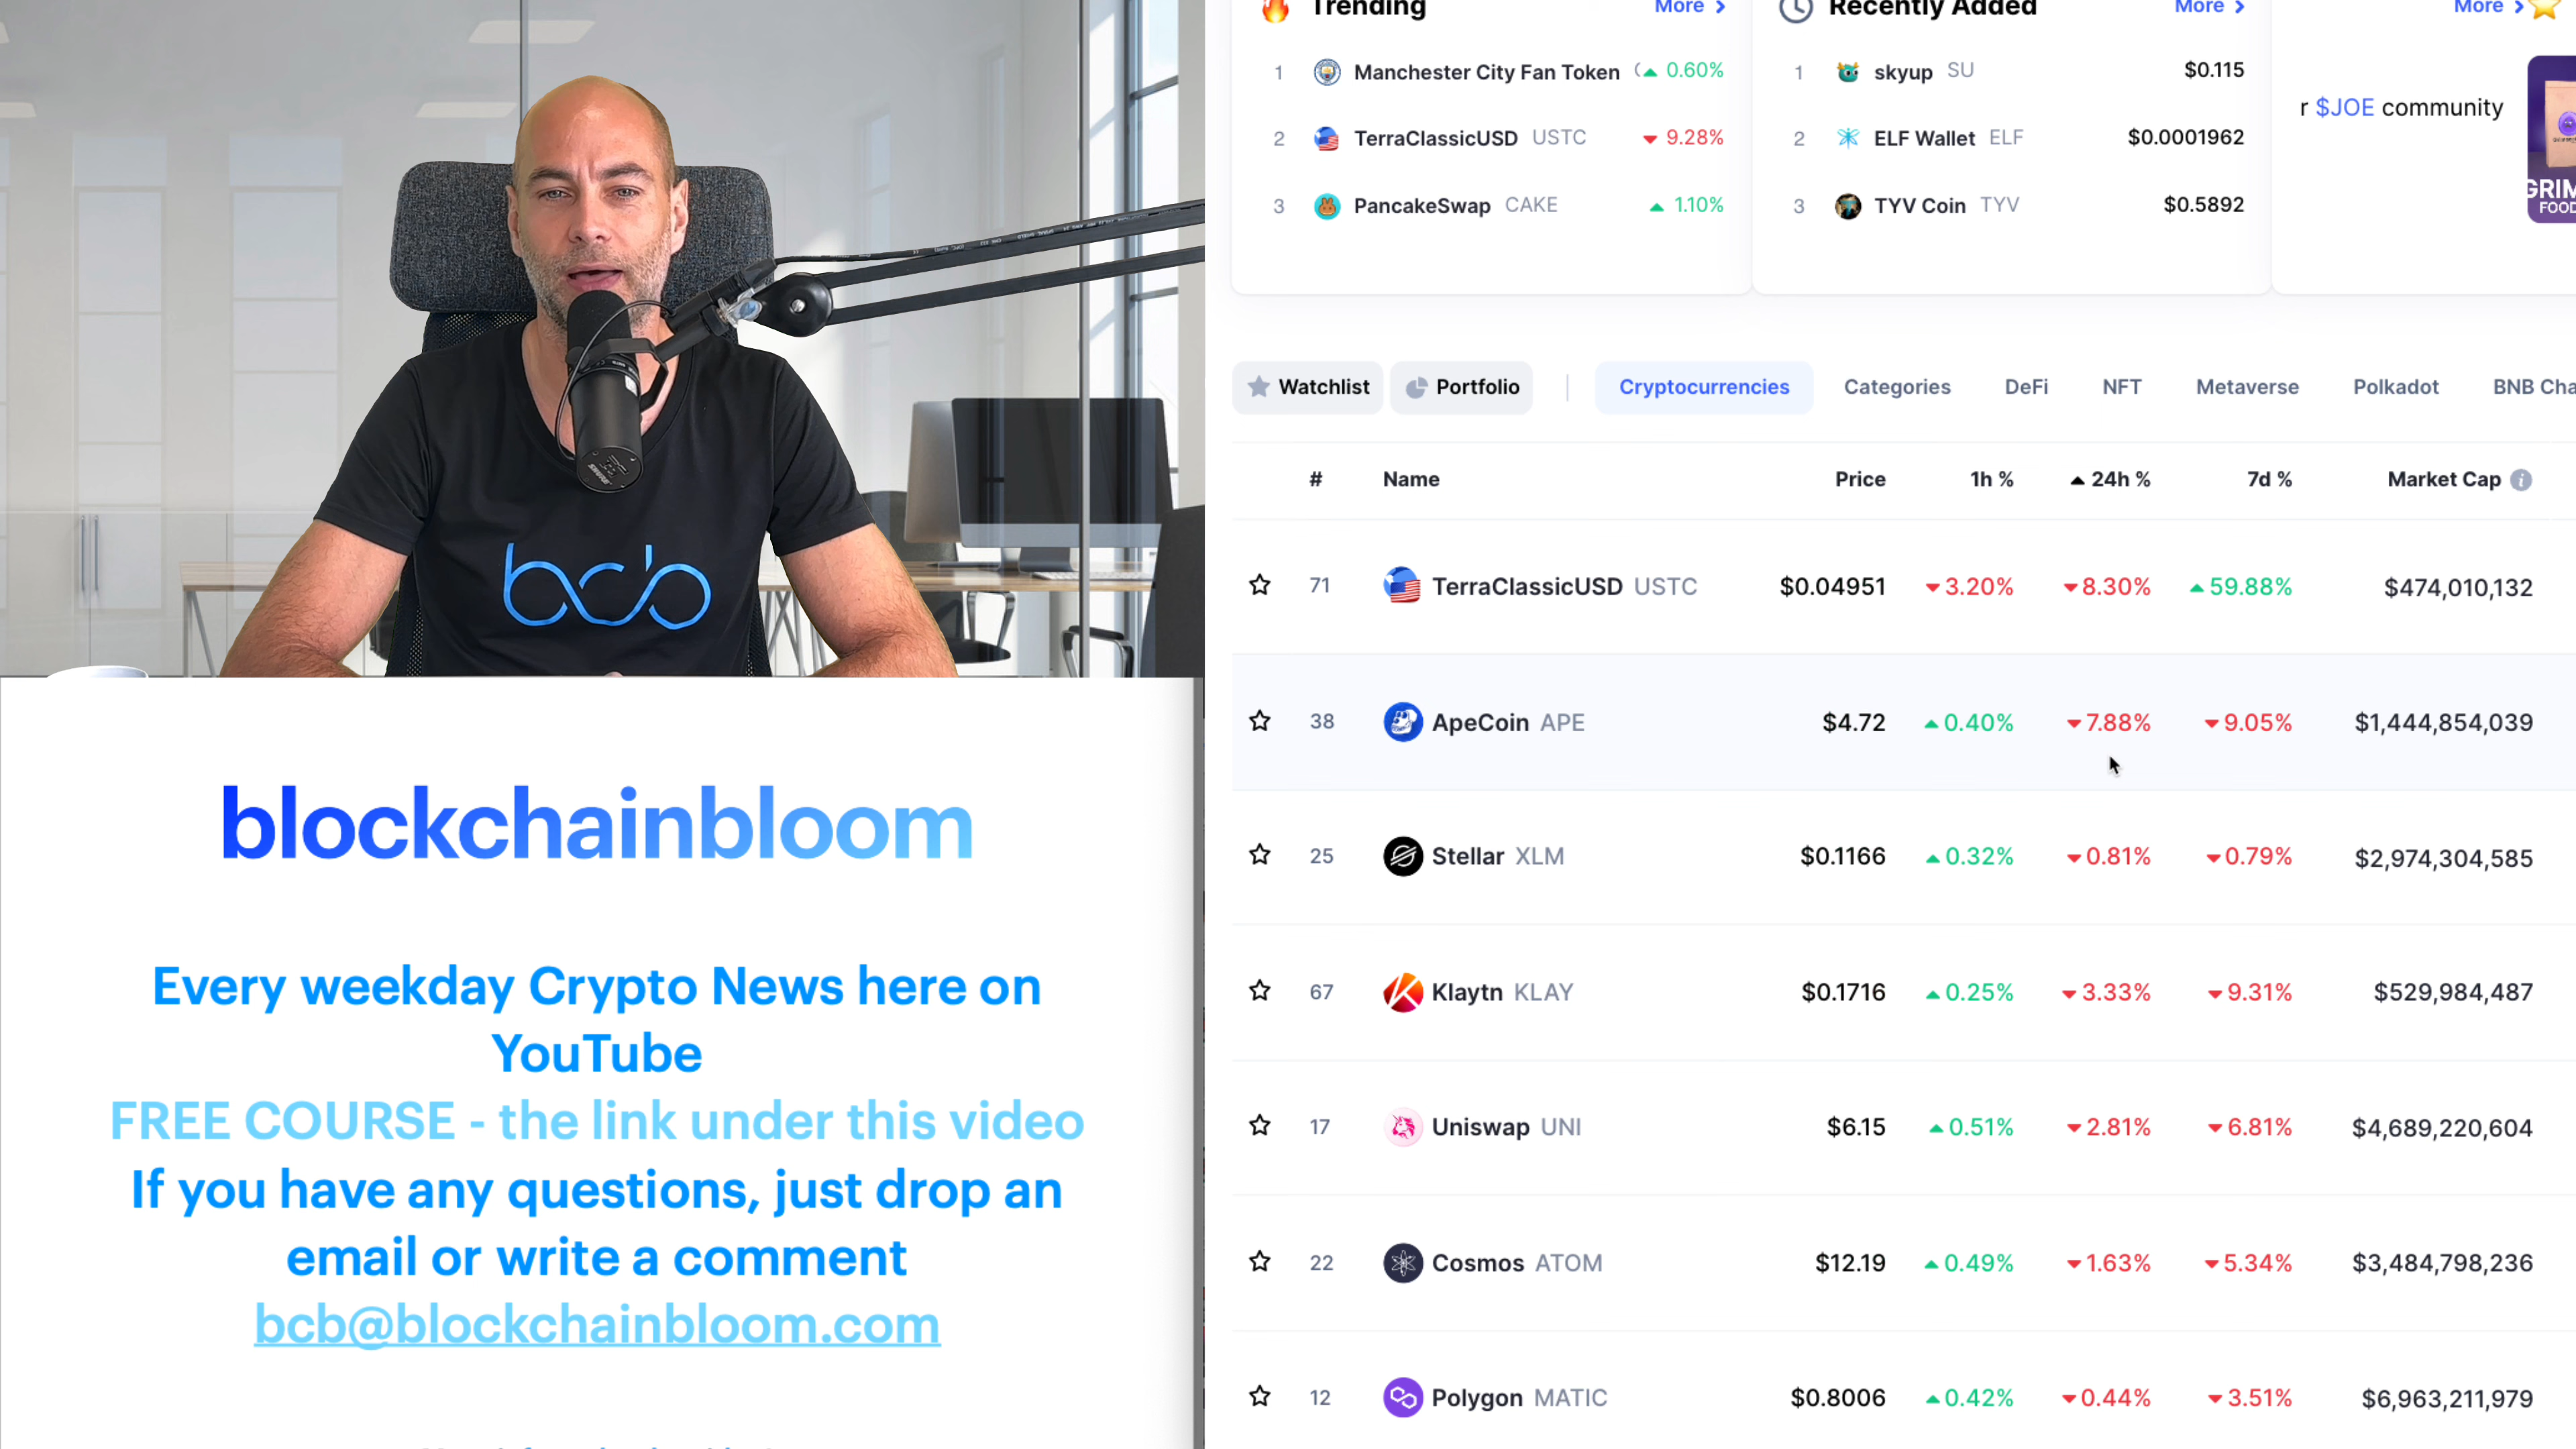 bcb
blockchainbloom
Every weekday Crypto News here on
YouTube
FREE COURSE - the link under this video
If you have any questions, just drop an
email or write a comment
bcb@blockchainbloom.com
Trending More
1 Manchester City Fan Token ( 0.60%
2 TerraClassicUSD USTC 9.28%
3 PancakeSwap CAKE 1.10%
Recently Added More
1 skyup SU $0.115
2 ELF Wallet ELF $0.0001962
3 TYV Coin TYV $0.5892
More
r $JOE community
GRIM
FOOD
Watchlist Portfolio Cryptocurrencies Categories DeFi NFT Metaverse Polkadot BNB Cha
# Name Price 1h % 24h % 7d % Market Cap
71 TerraClassicUSD USTC $0.04951 3.20% 8.30% 59.88% $474,010,132
38 ApeCoin APE $4.72 0.40% 7.88% 9.05% $1,444,854,039
25 Stellar XLM $0.1166 0.32% 0.81% 0.79% $2,974,304,585
67 Klaytn KLAY $0.1716 0.25% 3.33% 9.31% $529,984,487
17 Uniswap UNI $6.15 0.51% 2.81% 6.81% $4,689,220,604
22 Cosmos ATOM $12.19 0.49% 1.63% 5.34% $3,484,798,236
12 Polygon MATIC $0.8006 0.42% 0.44% 3.51% $6,963,211,979